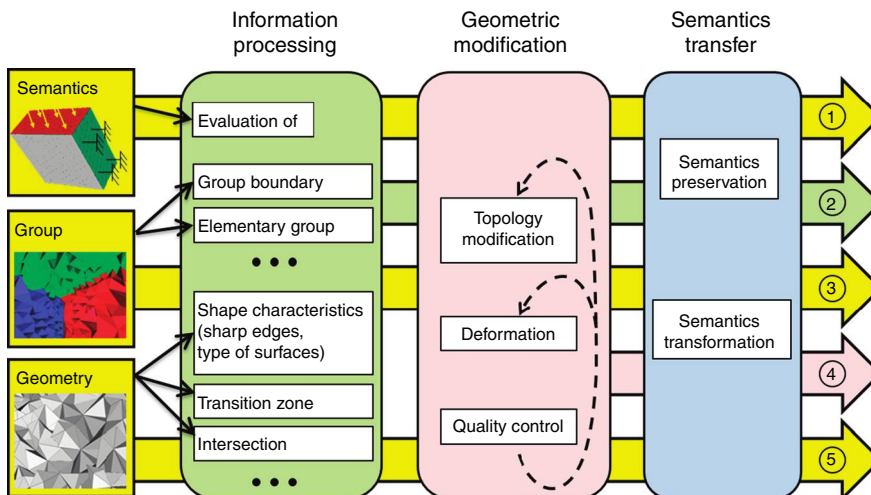 Information
processing
Geometric
modification
Semantics
transfer
Semantics
Evaluation of
Group boundary
Elementary group
Group
Shape characteristics
(sharp edges,
type of surfaces)
Geometry
Transition zone
Intersection
Topology
modification
Deformation
Quality control
Semantics
preservation
Semantics
transformation
1
2
3
4
5